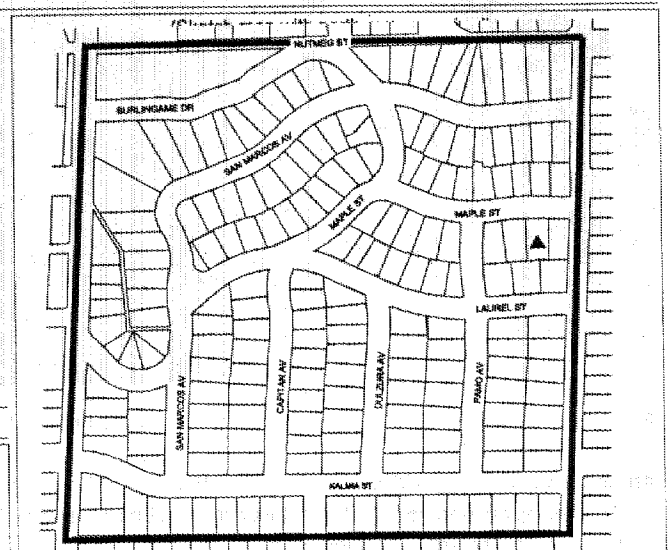 NUTMEG ST
BURLINGAME DR
SAN MARCOS AV
MAPLE ST
MAPLE ST
LAUREL ST
SAN MARCOS AV
CAPITAN AV
DULZURA AV
PAMO AV
KALMIA ST